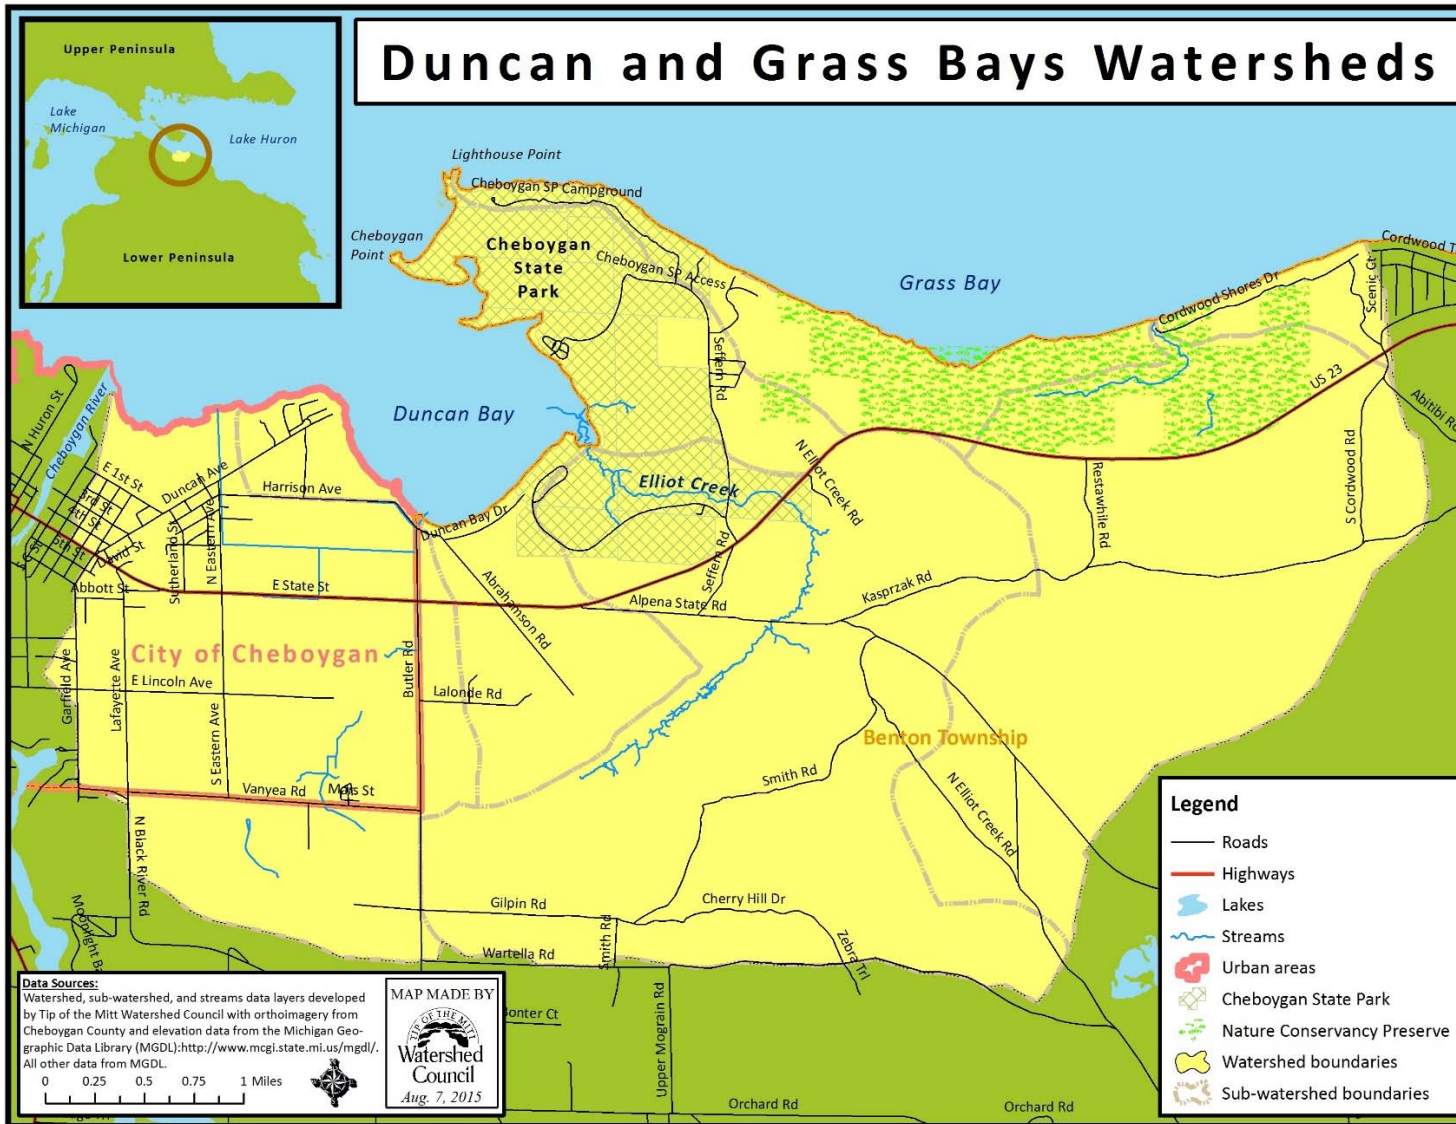 Duncan and Grass Bays Watersheds
Upper Peninsula
Lake
Michigan
Lake Huron
Lower Peninsula
Lighthouse Point
Cheboygan SP Campground
Cheboygan
Point
Cheboygan
State
Park
Cheboygan SP Access
Grass Bay
Cordwood Shores Dr
Scenic Ct
Seffern Rd
US 23
Duncan Bay
N Huron St
Cheboygan River
E 1st St
3rd St
4th St
Duncan Ave
Harrison Ave
N Eastern Ave
Sutherland St
David St
Abbott St
E State St
Duncan Bay Dr
Elliot Creek
N Elliot Creek Rd
Restawhile Rd
S Cordwood Rd
Seffern Rd
Abrahamson Rd
Alpena State Rd
Kasprzak Rd
City of Cheboygan
E Lincoln Ave
Garfield Ave
Lafayette Ave
S Eastern Ave
Butler Rd
Lalonde Rd
Benton Township
Smith Rd
N Elliot Creek Rd
Vanyea Rd
N Black River Rd
Gilpin Rd
Cherry Hill Dr
Smith Rd
Zebra Trl
Wartella Rd
Upper Mograin Rd
Orchard Rd
Orchard Rd
Legend
Roads
Highways
Lakes
Streams
Urban areas
Cheboygan State Park
Nature Conservancy Preserve
Watershed boundaries
Sub-watershed boundaries
Data Sources:
Watershed, sub-watershed, and streams data layers developed
by Tip of the Mitt Watershed Council with orthoimagery from
Cheboygan County and elevation data from the Michigan Geo-
graphic Data Library (MGDL):http://www.mcgi.state.mi.us/mgdl/.
All other data from MGDL.
0 0.25 0.5 0.75 1 Miles
MAP MADE BY
TIP OF THE MITT
Watershed
Council
Aug. 7, 2015